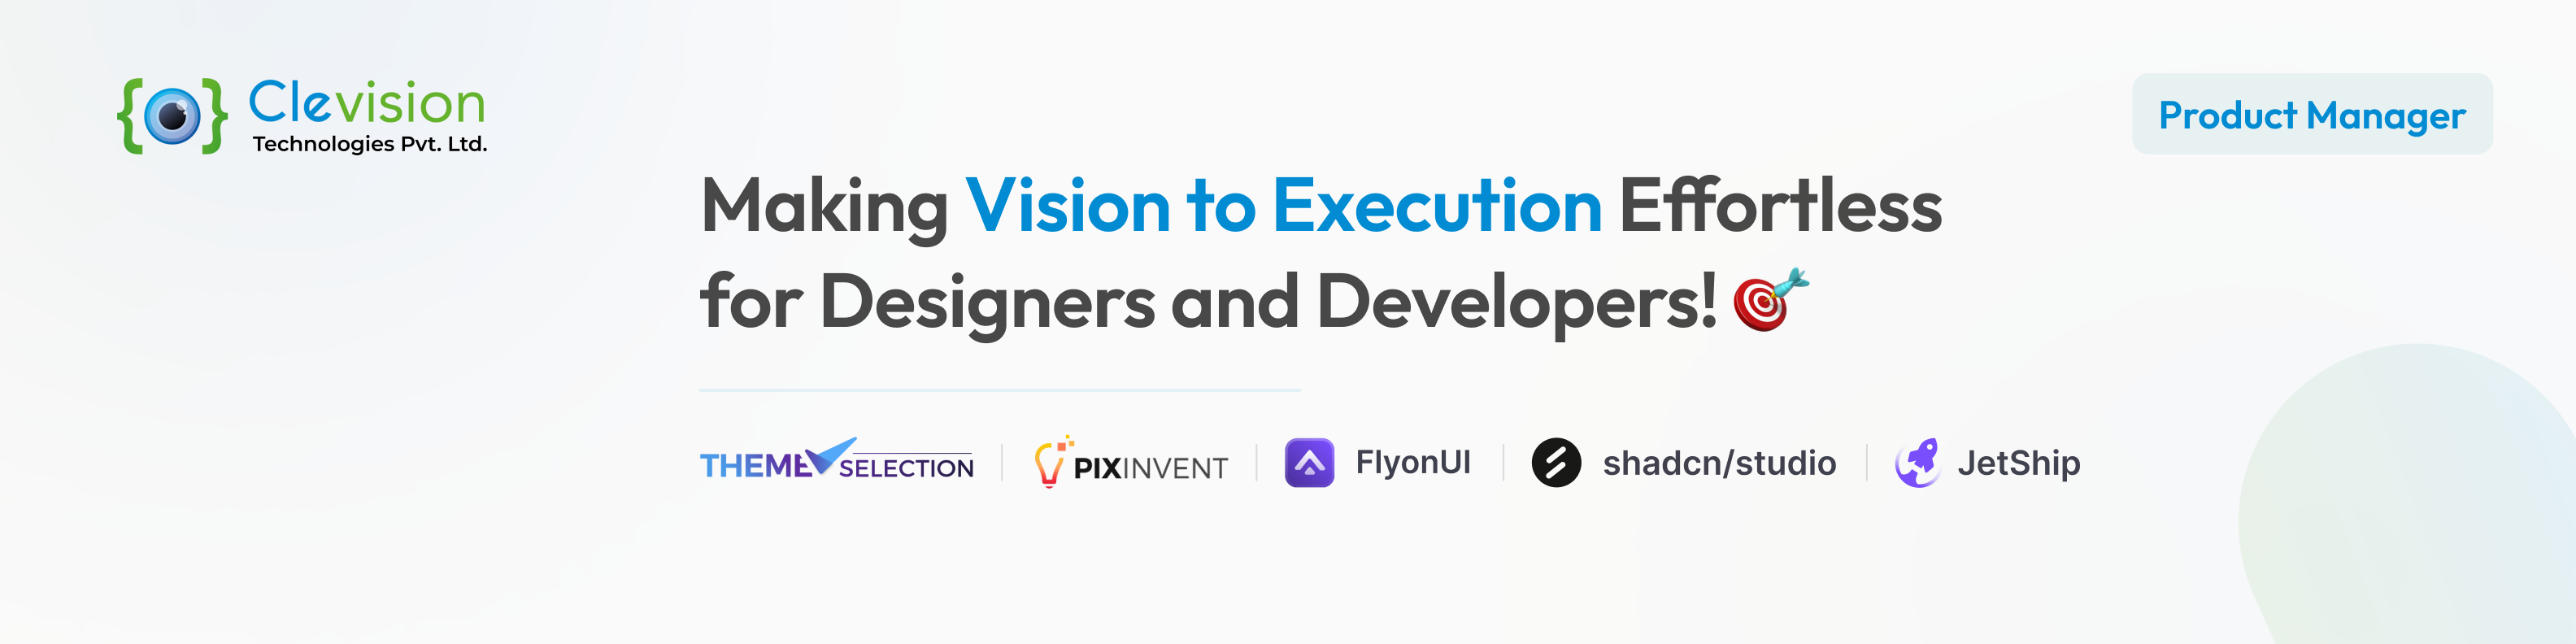 Clevision
Technologies Pvt. Ltd.
Product Manager
Making Vision to Execution Effortless
for Designers and Developers!
THEMESELECTION
PIXINVENT
FlyonUI
shadcn/studio
JetShip